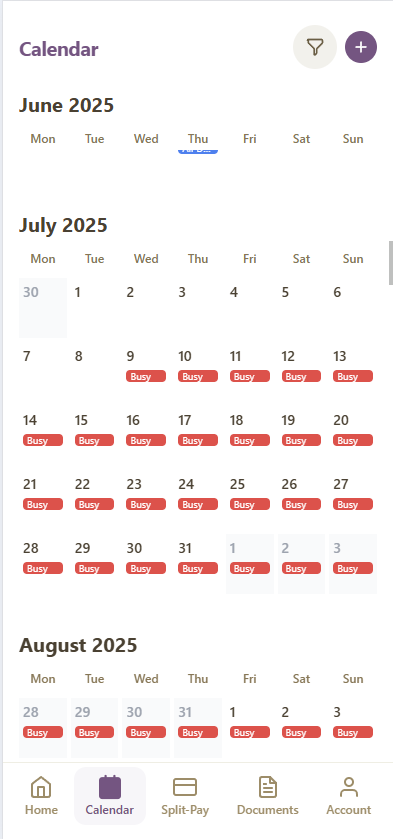 Calendar
June 2025
Mon Tue Wed Thu Fri Sat Sun
July 2025
Mon Tue Wed Thu Fri Sat Sun
30 1 2 3 4 5 6
7 8 9 10 11 12 13
Busy Busy Busy Busy Busy
14 15 16 17 18 19 20
Busy Busy Busy Busy Busy Busy Busy
21 22 23 24 25 26 27
Busy Busy Busy Busy Busy Busy Busy
28 29 30 31 1 2 3
Busy Busy Busy Busy Busy Busy Busy
August 2025
Mon Tue Wed Thu Fri Sat Sun
28 29 30 31 1 2 3
Busy Busy Busy Busy Busy Busy Busy
Home Calendar Split-Pay Documents Account